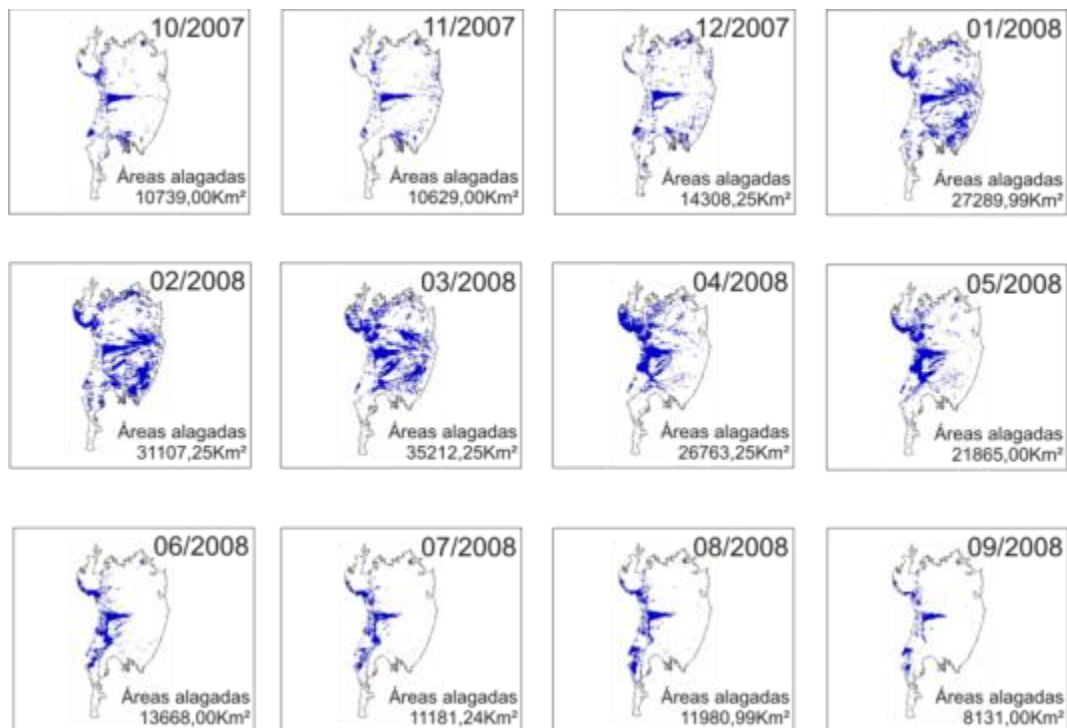 10/2007
Áreas alagadas
10739,00Km²
11/2007
Áreas alagadas
10629,00Km²
12/2007
Áreas alagadas
14308,25Km²
01/2008
Áreas alagadas
27289,99Km²
02/2008
Áreas alagadas
31107,25Km²
03/2008
Áreas alagadas
35212,25Km²
04/2008
Áreas alagadas
26763,25Km²
05/2008
Áreas alagadas
21865,00Km²
06/2008
Áreas alagadas
13668,00Km²
07/2008
Áreas alagadas
11181,24Km²
08/2008
Áreas alagadas
11980,99Km²
09/2008
Áreas alagadas
8131,00Km²